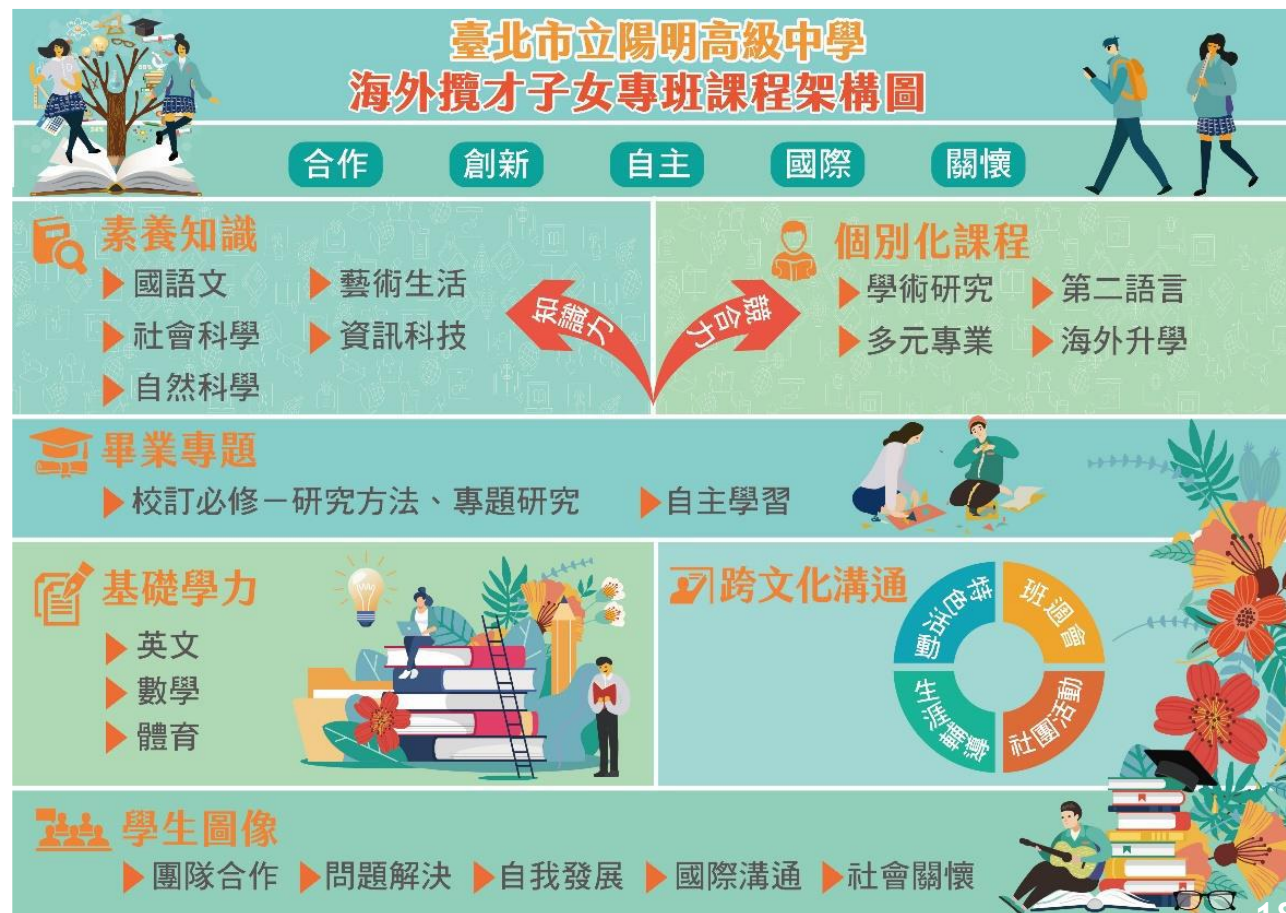 臺北市立陽明高級中學
海外攬才子女專班課程架構圖
合作 創新 自主 國際 關懷
素養知識
▶國語文 ▶藝術生活
▶社會科學 ▶資訊科技
▶自然科學
知識力
競合力
個別化課程
▶學術研究 ▶第二語言
▶多元專業 ▶海外升學
畢業專題
▶校訂必修－研究方法、專題研究 ▶自主學習
基礎學力
▶英文
▶數學
▶體育
跨文化溝通
特色活動
班週會
生涯輔導
社團活動
學生圖像
▶團隊合作 ▶問題解決 ▶自我發展 ▶國際溝通 ▶社會關懷